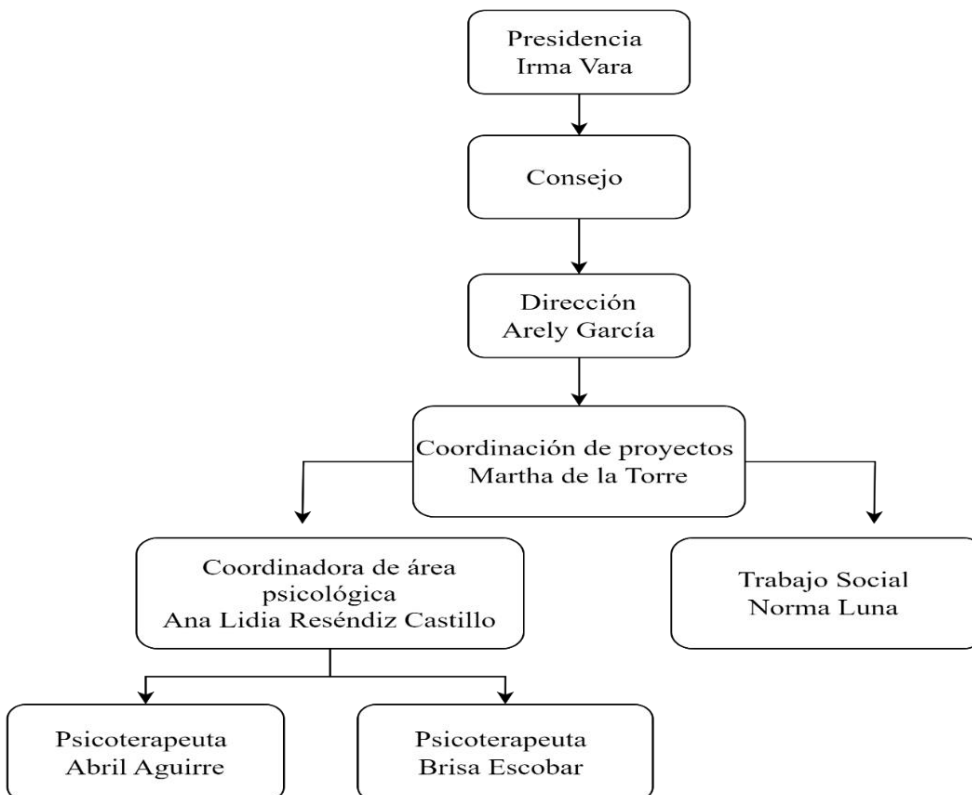 Presidencia
Irma Vara
Consejo
Dirección
Arely García
Coordinación de proyectos
Martha de la Torre
Coordinadora de área
psicológica
Ana Lidia Reséndiz Castillo
Trabajo Social
Norma Luna
Psicoterapeuta
Abril Aguirre
Psicoterapeuta
Brisa Escobar